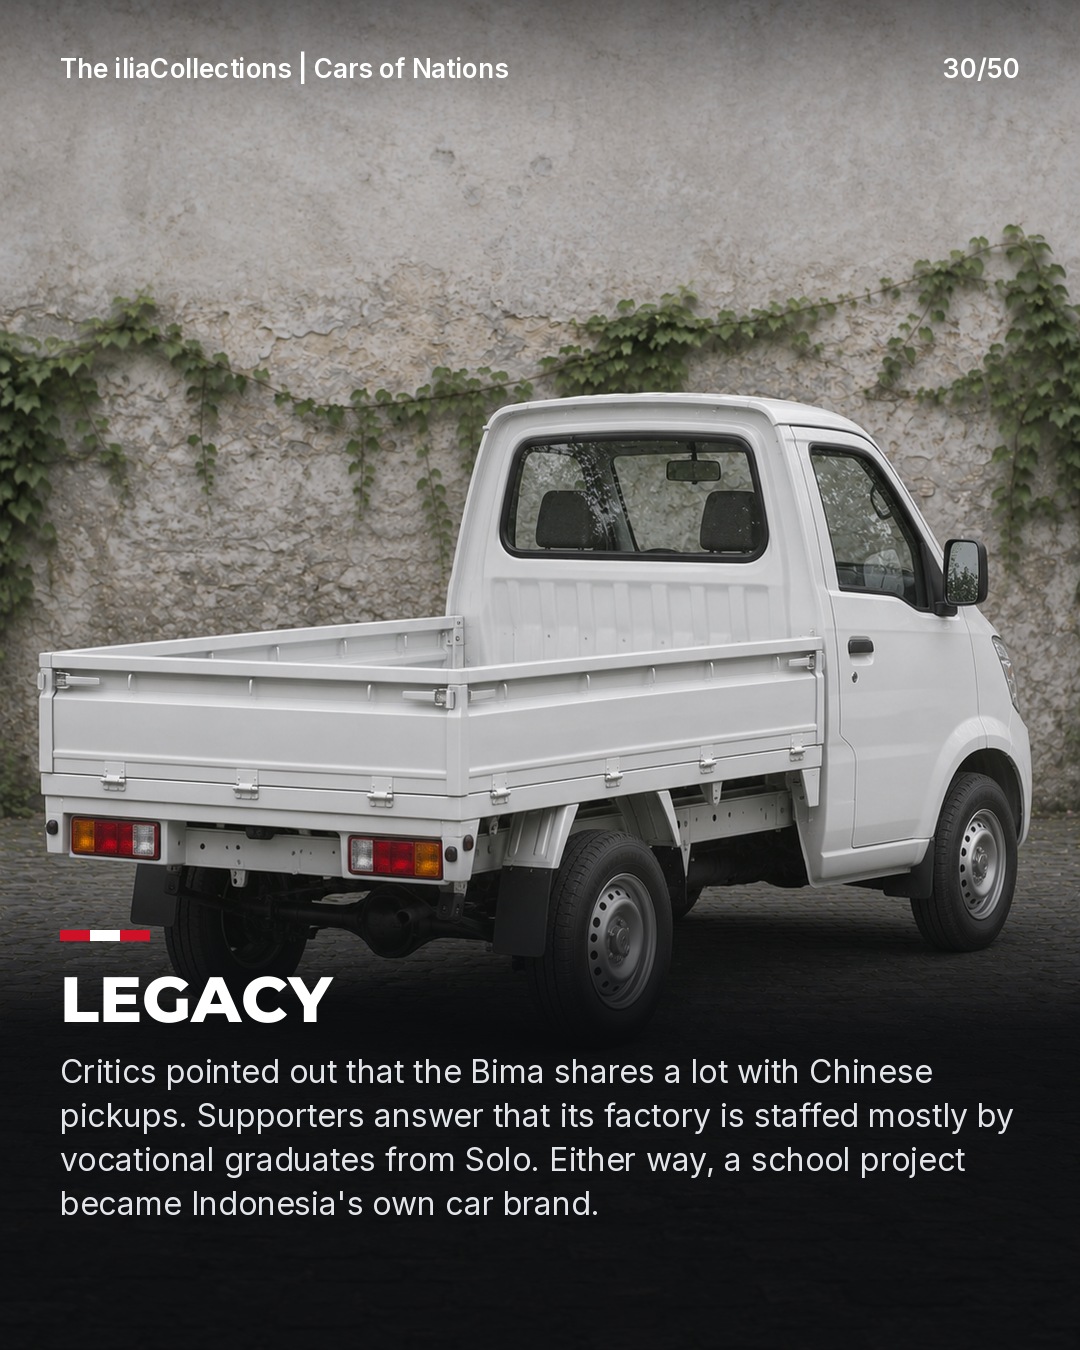 The iliaCollections | Cars of Nations
30/50
LEGACY
Critics pointed out that the Bima shares a lot with Chinese
pickups. Supporters answer that its factory is staffed mostly by
vocational graduates from Solo. Either way, a school project
became Indonesia's own car brand.